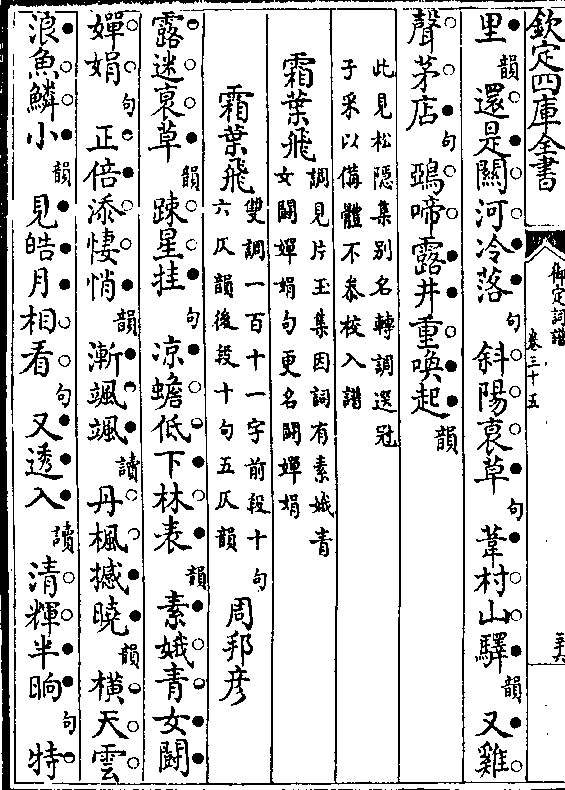 欽定四庫全書
御定詞譜
卷三十五
里韻還是關河冷落句斜陽衰草句葦村山驛韻又雞
聲茅店句鵶啼露井重喚起韻
此見松隱集別名轉調選冠
子采以備體不叅校入譜
霜葉飛調見片玉集因詞有素娥青
女鬭嬋娟句更名鬭嬋娟
霜葉飛雙調一百十一字前段十句
六仄韻後段十句五仄韻
周邦彦
露迷衰草韻踈星挂句凉蟾低下林表韻素娥青女鬭
嬋娟句正倍添悽悄韻漸颯颯讀丹楓撼曉韻橫天雲
浪魚鱗小韻見皓月相看句又透入讀清輝半晌句特